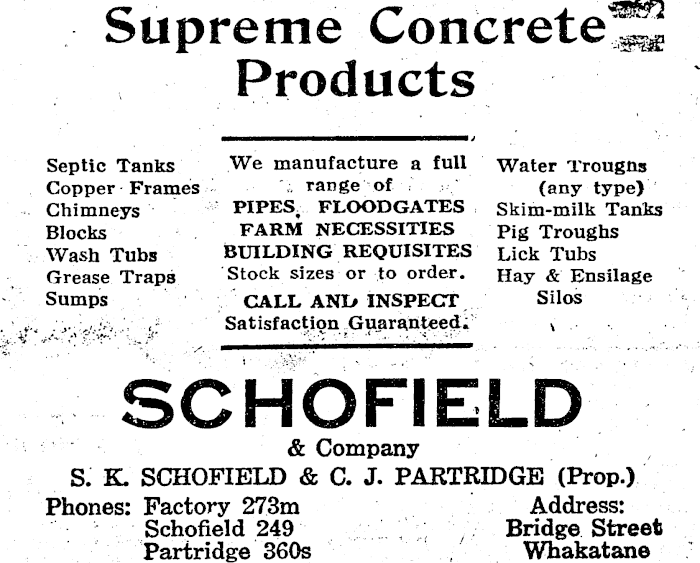 Supreme Concrete
Products
Septic Tanks
Copper Frames
Chimneys
Blocks
Wash Tubs
Grease Traps
Sumps
We manufacture a full
range of
PIPES, FLOODGATES
FARM NECESSITIES
BUILDING REQUISITES
Stock sizes or to order.
CALL AND INSPECT
Satisfaction Guaranteed.
Water Troughs
(any type)
Skim-milk Tanks
Pig Troughs
Lick Tubs
Hay & Ensilage
Silos
SCHOFIELD
& Company
S. K. SCHOFIELD & C. J. PARTRIDGE (Prop.)
Phones: Factory 273m
Schofield 249
Partridge 360s
Address:
Bridge Street
Whakatane